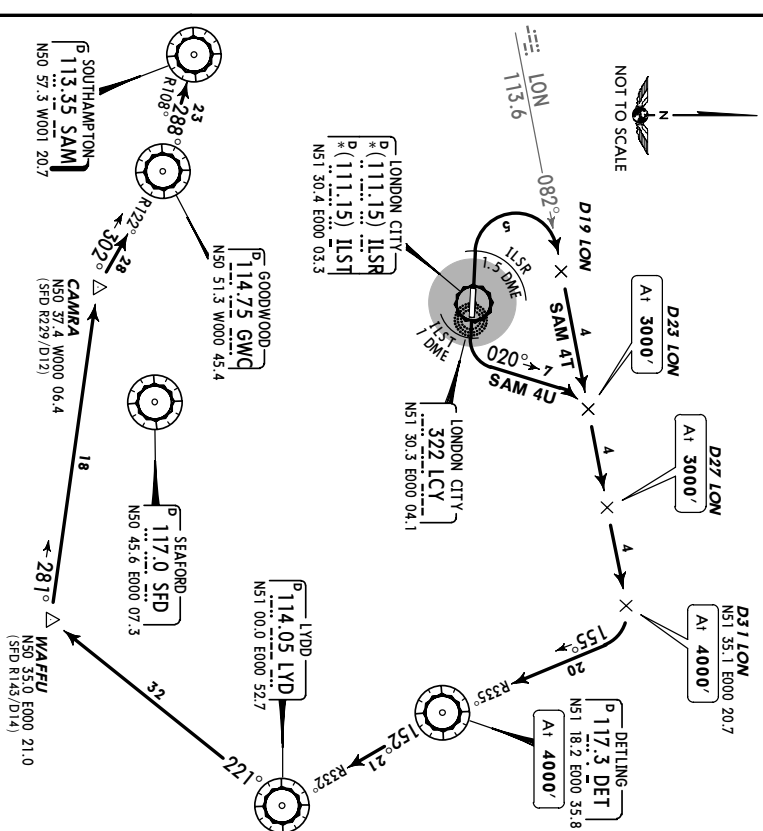 NOT TO SCALE
N
LON
113.6
082°
D19 LON
5
ILSR
1.5 DME
SAM 4T
4
LONDON CITY
D
*(111.15) ILSR
D
*(111.15) ILST
N51 30.4 E000 03.3
ILST
1 DME
020°
7
SAM 4U
LONDON CITY
322 LCY
N51 30.3 E000 04.1
D23 LON
At 3000'
4
D27 LON
At 3000'
4
D31 LON
N51 35.1 E000 20.7
At 4000'
155°
20
R335°
DETLING
D 117.3 DET
N51 18.2 E000 35.8
At 4000'
152°
21
R332°
LYDD
D 114.05 LYD
N51 00.0 E000 52.7
221°
32
WAFFU
N50 35.0 E000 21.0
(SFD R143/D14)
281°
18
SEAFORD
D 117.0 SFD
N50 45.6 E000 07.3
CAMRA
N50 37.4 W000 06.4
(SFD R229/D12)
302°
28
R122°
GOODWOOD
D 114.75 GWC
N50 51.3 W000 45.4
288°
23
R108°
SOUTHAMPTON
D 113.35 SAM
N50 57.3 W001 20.7